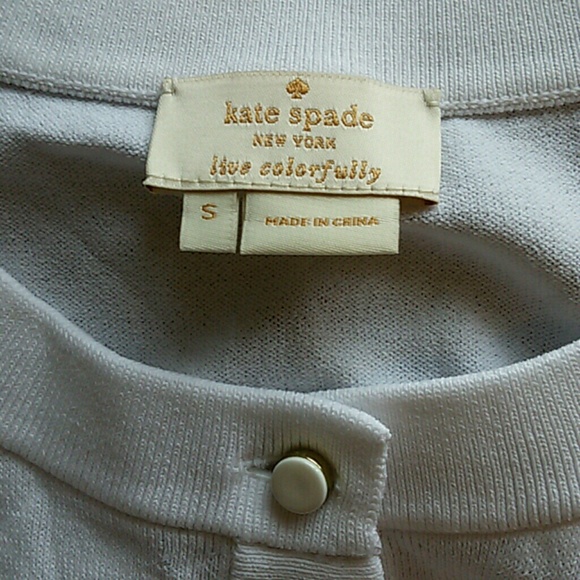 kate spade
NEW YORK
live colorfully
S
MADE IN CHINA